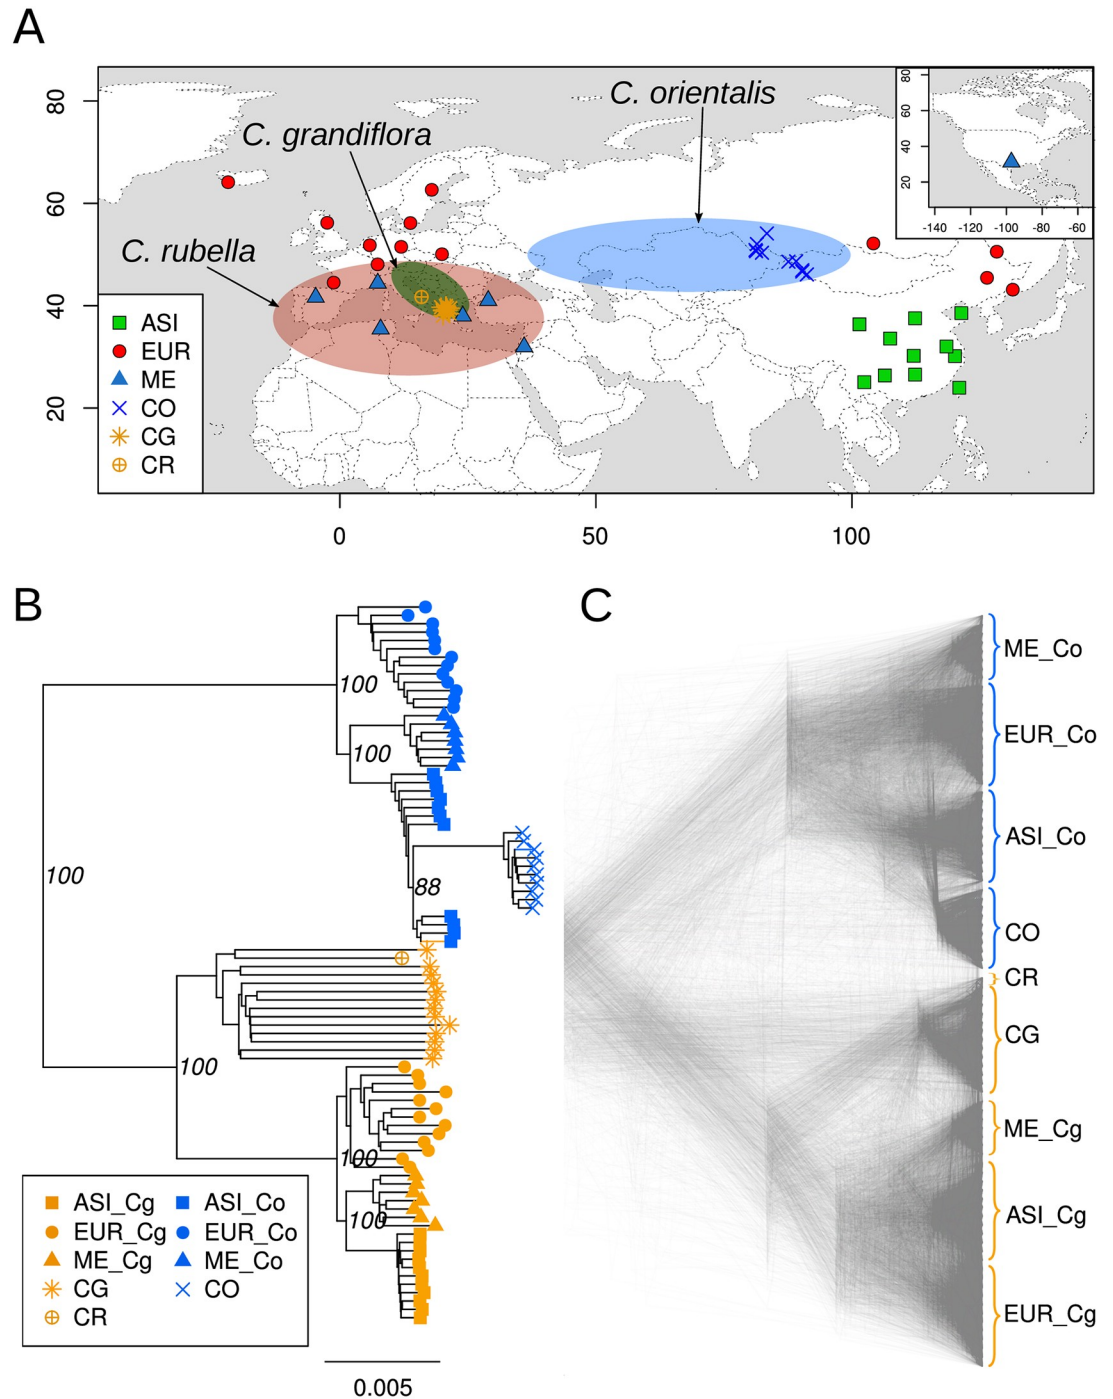 A
C. orientalis
C. grandiflora
C. rubella
80
60
40
20
0
50
100
80
60
40
20
-140
-120
-100
-80
-60
ASI
EUR
ME
CO
CG
CR
B
100
100
100
88
100
100
100
ASI_Cg
ASI_Co
EUR_Cg
EUR_Co
ME_Cg
ME_Co
CG
CO
CR
0.005
C
ME_Co
EUR_Co
ASI_Co
CO
CR
CG
ME_Cg
ASI_Cg
EUR_Cg